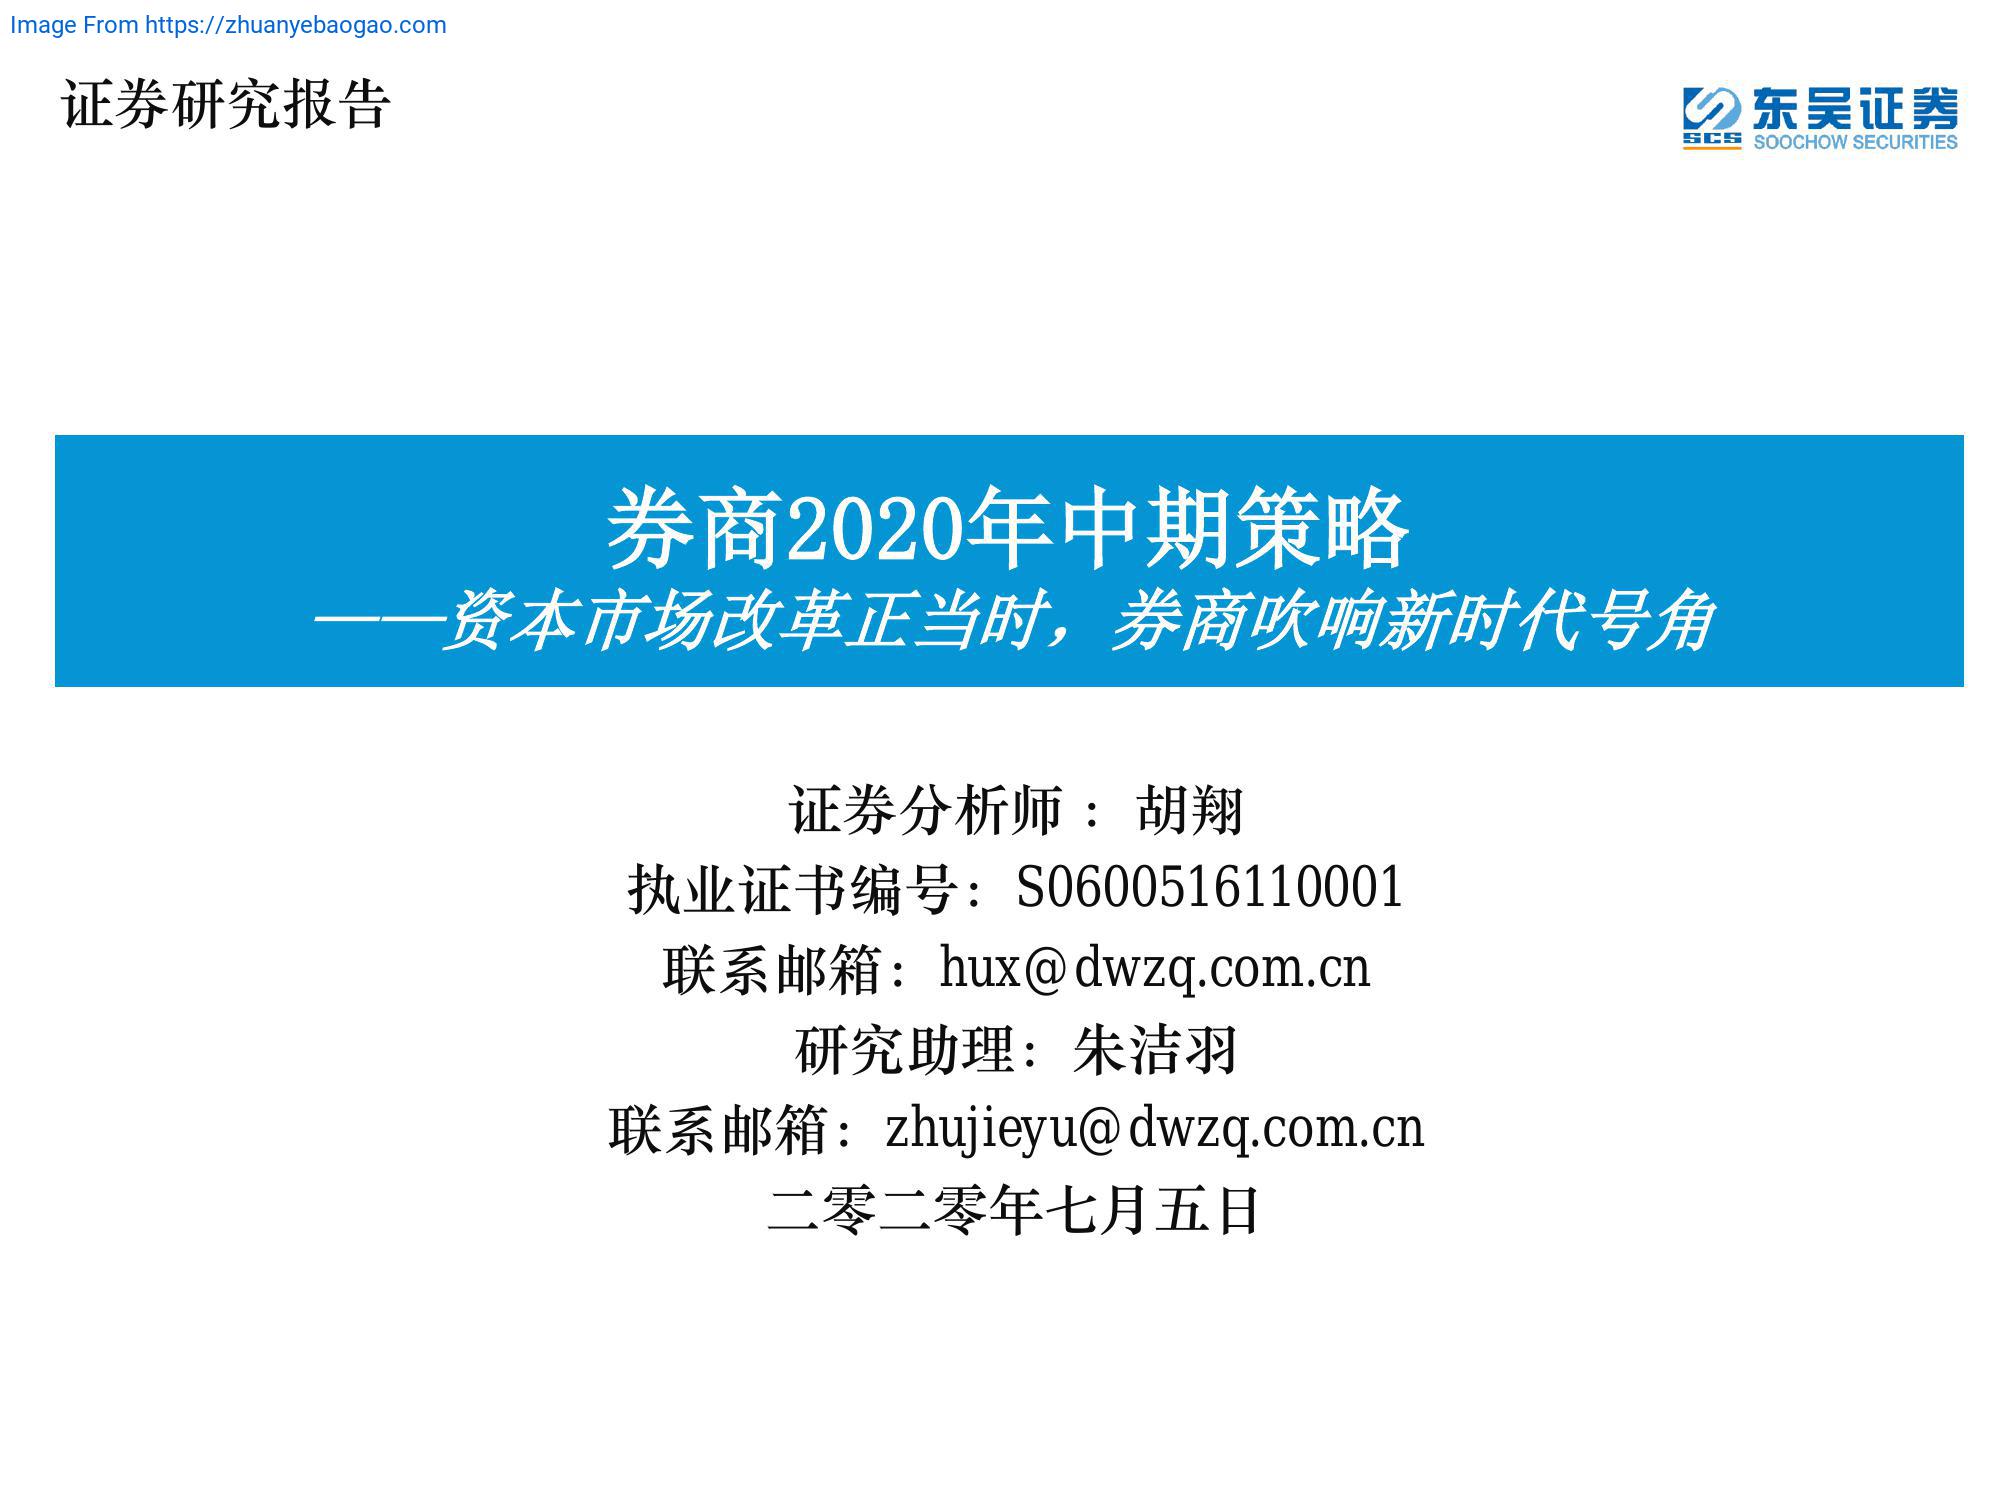 Image From https://zhuanyebaogao.com
证券研究报告
东吴证券
SCS
SOOCHOW SECURITIES
券商2020年中期策略
——资本市场改革正当时，券商吹响新时代号角
证券分析师 ：胡翔
执业证书编号：S0600516110001
联系邮箱：hux@dwzq.com.cn
研究助理：朱洁羽
联系邮箱：zhujieyu@dwzq.com.cn
二零二零年七月五日